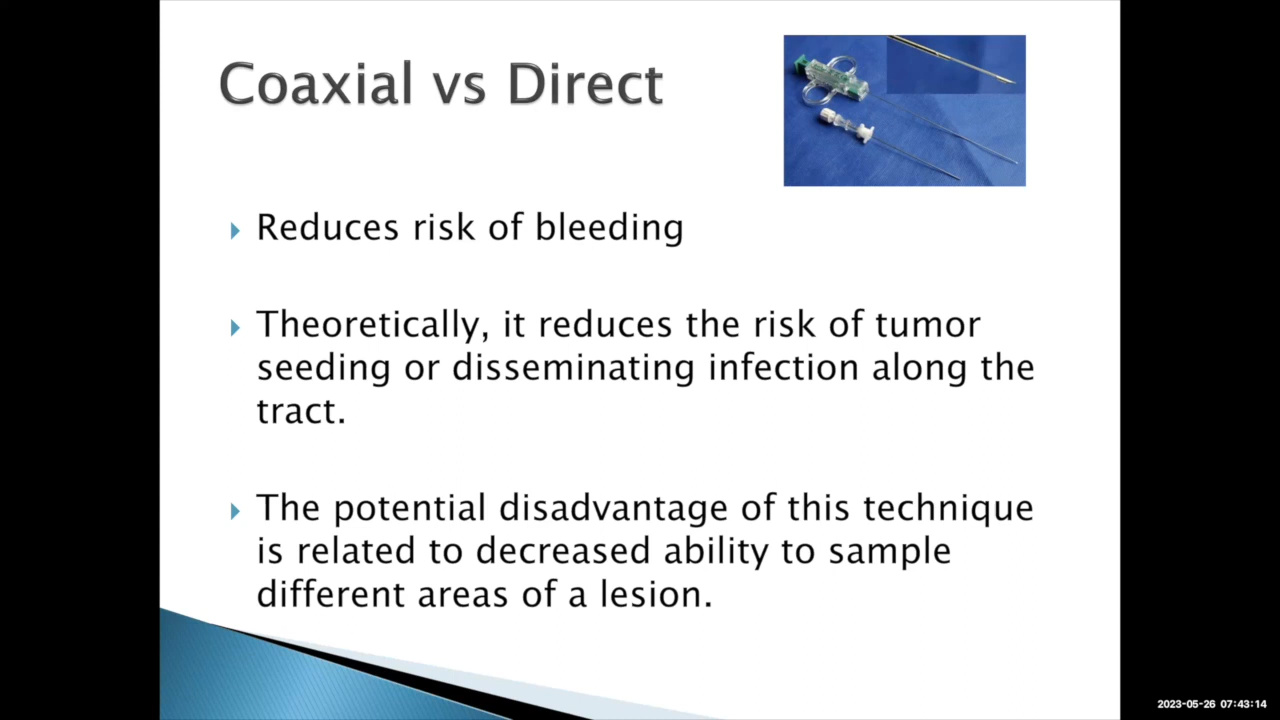 Coaxial vs Direct
Reduces risk of bleeding
Theoretically, it reduces the risk of tumor
seeding or disseminating infection along the
tract.
The potential disadvantage of this technique
is related to decreased ability to sample
different areas of a lesion.
2023-05-26 07:43:14